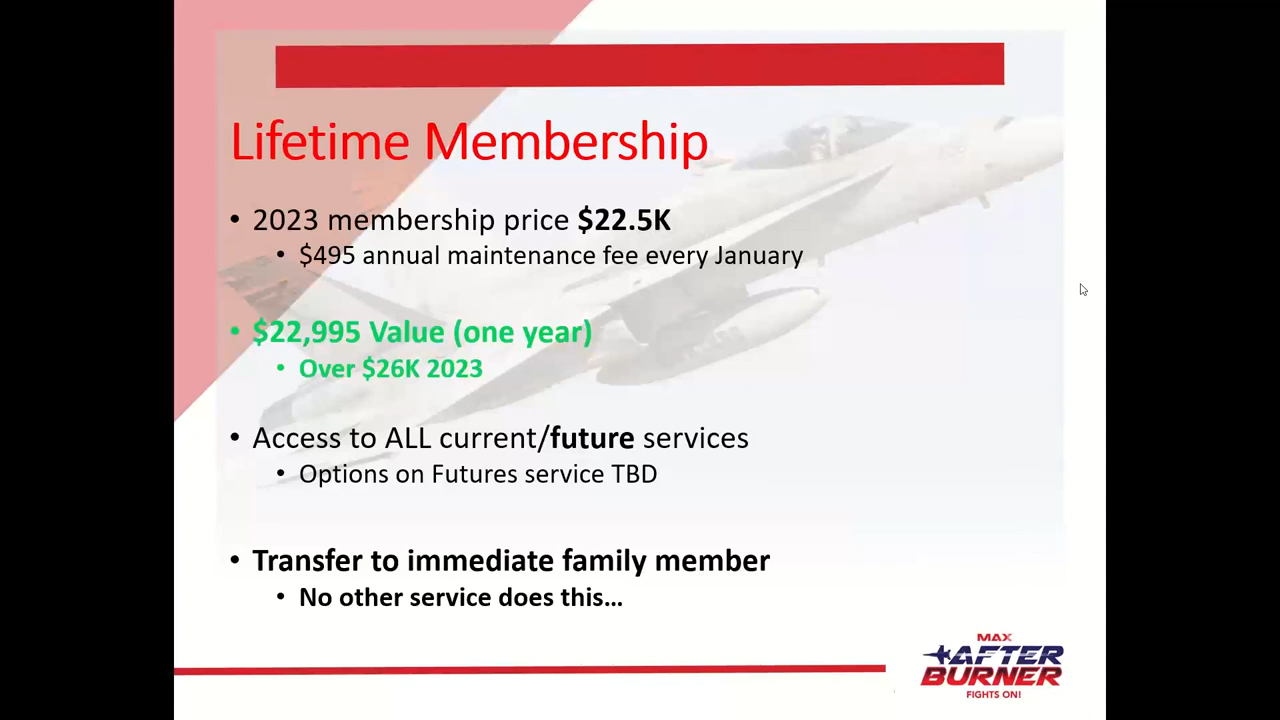 Lifetime Membership
• 2023 membership price $22.5K
• $495 annual maintenance fee every January
• $22,995 Value (one year)
• Over $26K 2023
• Access to ALL current/future services
• Options on Futures service TBD
• Transfer to immediate family member
• No other service does this…
MAX
AFTER
BURNER
FIGHTS ON!